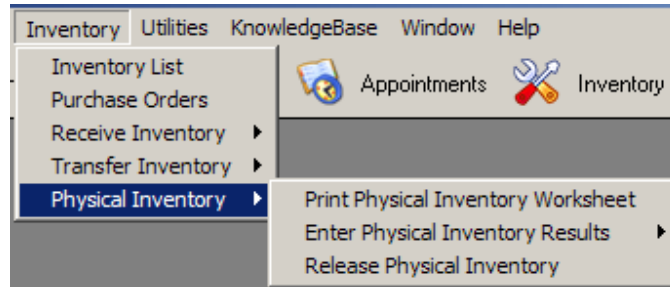 Inventory Utilities KnowledgeBase Window Help
Inventory List
Purchase Orders
Receive Inventory
Transfer Inventory
Physical Inventory
Appointments Inventory
Print Physical Inventory Worksheet
Enter Physical Inventory Results
Release Physical Inventory